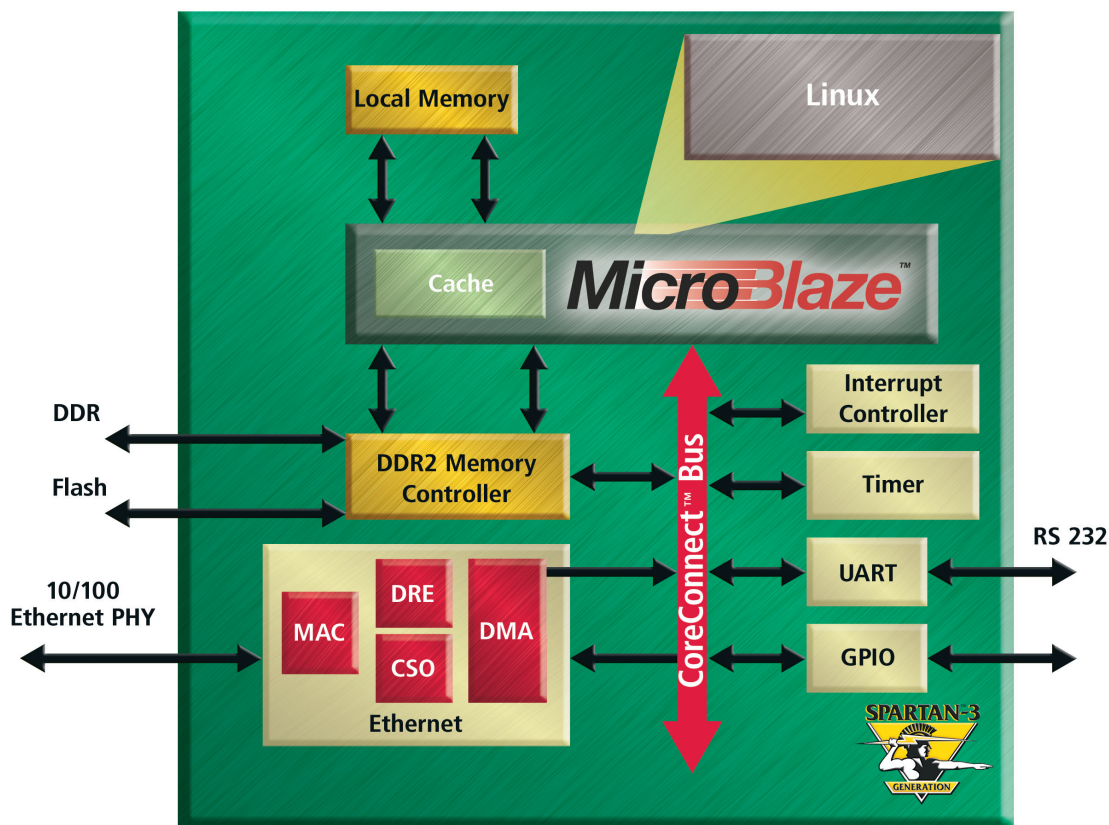 Linux
Local Memory
Cache
MicroBlaze™
Interrupt
Controller
DDR
DDR2 Memory
Controller
Flash
Timer
CoreConnect™ Bus
RS 232
UART
10/100
Ethernet PHY
MAC
DRE
CSO
DMA
Ethernet
GPIO
SPARTAN-3
GENERATION